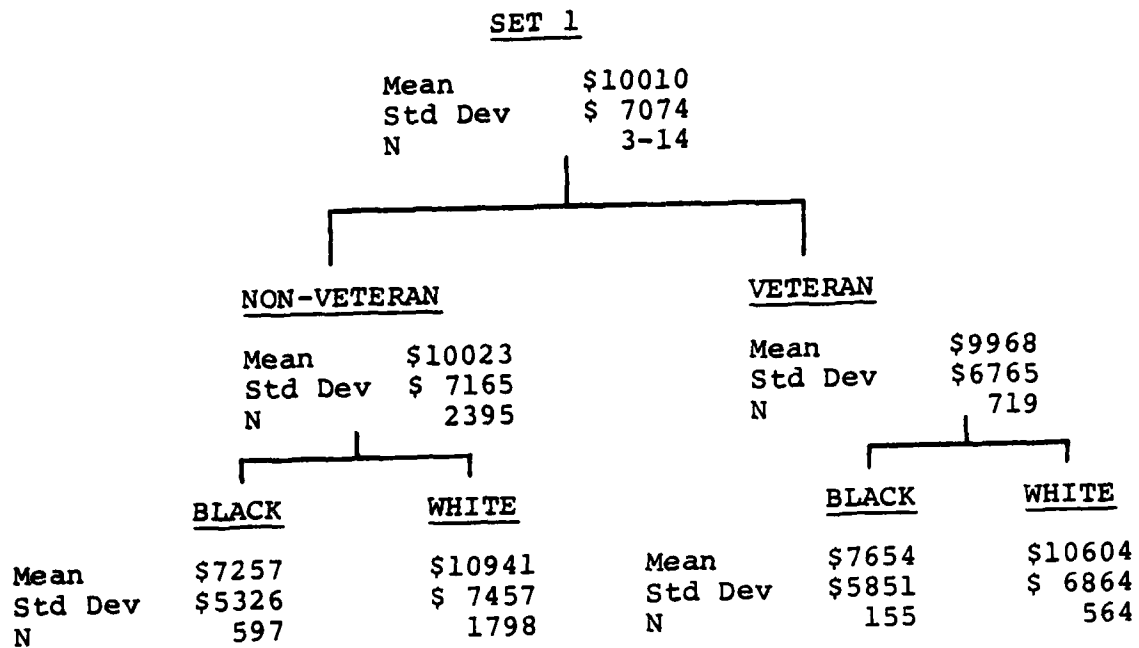 SET 1
Mean $10010
Std Dev $ 7074
N 3-14
NON-VETERAN VETERAN
Mean $10023 Mean $9968
Std Dev $ 7165 Std Dev $6765
N 2395 N 719
BLACK WHITE BLACK WHITE
Mean $7257 $10941 Mean $7654 $10604
Std Dev $5326 $ 7457 Std Dev $5851 $ 6864
N 597 1798 N 155 564